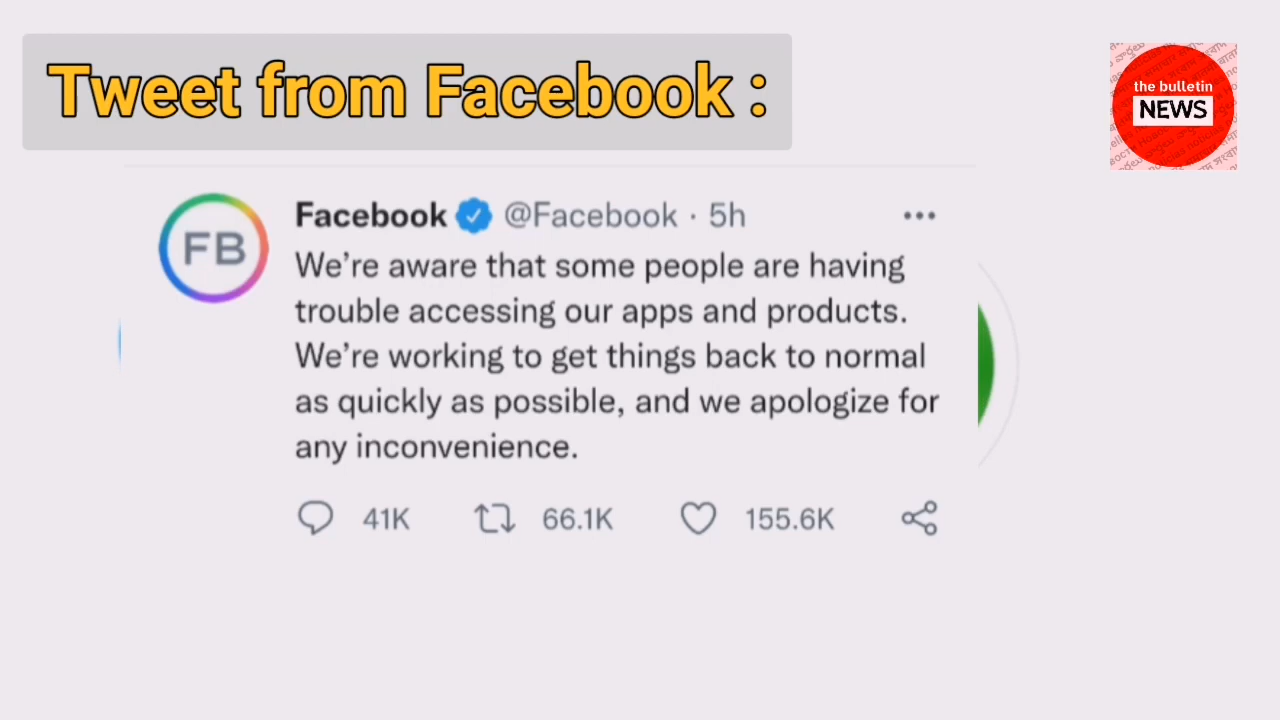 Tweet from Facebook :
the bulletin
NEWS
FB
Facebook @Facebook · 5h
We're aware that some people are having
trouble accessing our apps and products.
We're working to get things back to normal
as quickly as possible, and we apologize for
any inconvenience.
41K 66.1K 155.6K